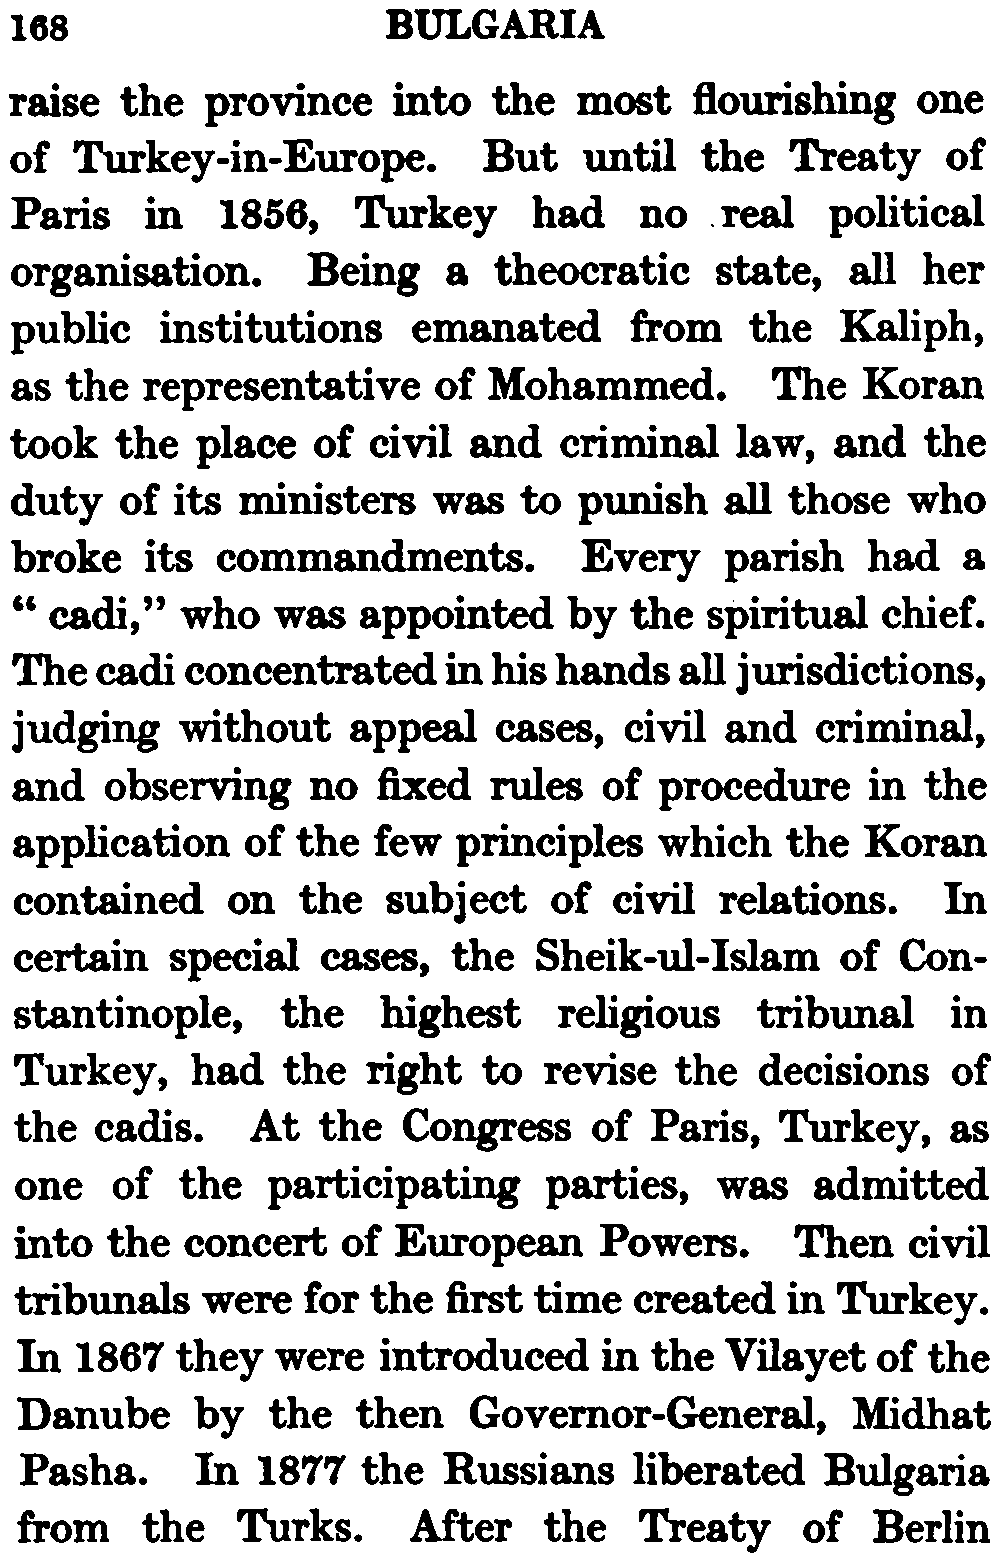 168 BULGARIA
raise the province into the most flourishing one
of Turkey-in-Europe. But until the Treaty of
Paris in 1856, Turkey had no real political
organisation. Being a theocratic state, all her
public institutions emanated from the Kaliph,
as the representative of Mohammed. The Koran
took the place of civil and criminal law, and the
duty of its ministers was to punish all those who
broke its commandments. Every parish had a
“ cadi,” who was appointed by the spiritual chief.
The cadi concentrated in his hands all jurisdictions,
judging without appeal cases, civil and criminal,
and observing no fixed rules of procedure in the
application of the few principles which the Koran
contained on the subject of civil relations. In
certain special cases, the Sheik-ul-Islam of Con-
stantinople, the highest religious tribunal in
Turkey, had the right to revise the decisions of
the cadis. At the Congress of Paris, Turkey, as
one of the participating parties, was admitted
into the concert of European Powers. Then civil
tribunals were for the first time created in Turkey.
In 1867 they were introduced in the Vilayet of the
Danube by the then Governor-General, Midhat
Pasha. In 1877 the Russians liberated Bulgaria
from the Turks. After the Treaty of Berlin